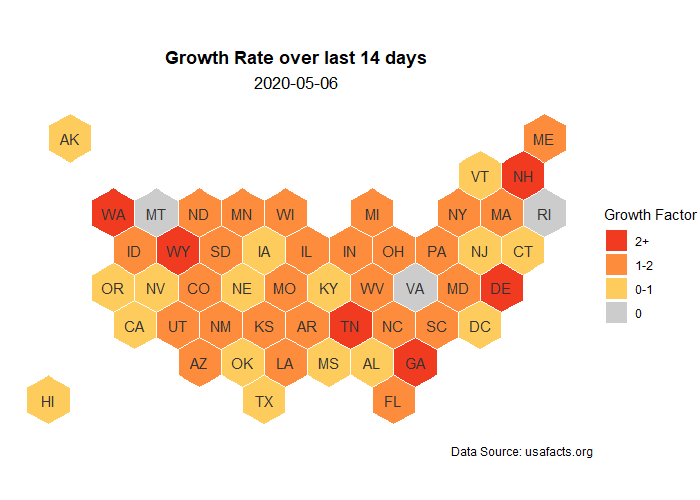 Growth Rate over last 14 days
2020-05-06
AK
ME
VT NH
WA MT ND MN WI MI NY MA RI
ID WY SD IA IL IN OH PA NJ CT
OR NV CO NE MO KY WV VA MD DE
CA UT NM KS AR TN NC SC DC
AZ OK LA MS AL GA
HI TX FL
Growth Factor
2+
1-2
0-1
0
Data Source: usafacts.org